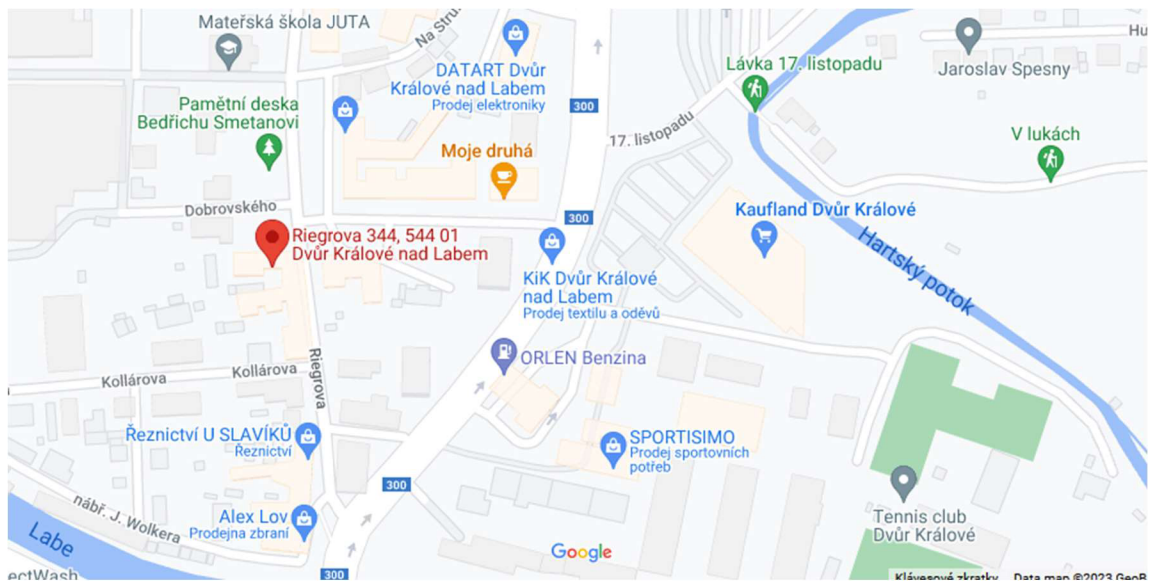 Mateřská škola JUTA
Na Stru
DATART Dvůr
Králové nad Labem
Prodej elektroniky
300
Lávka 17. listopadu
Jaroslav Spesny
Hu
Pamětní deska
Bedřichu Smetanovi
17. listopadu
Moje druhá
V lukách
Dobrovského
300
Kaufland Dvůr Králové
Riegrova 344, 544 01
Dvůr Králové nad Labem
Hartský potok
KiK Dvůr Králové
nad Labem
Prodej textilu a oděvů
ORLEN Benzina
Riegrova
Kollárova
Kollárova
Řeznictví U SLAVÍKŮ
Řeznictví
SPORTISIMO
Prodej sportovních
potřeb
300
nábř. J. Wolkera
Alex Lov
Prodejna zbraní
Tennis club
Dvůr Králové
Labe
Google
ectWash
300
Klávesové zkratky
Data map ©2023 GeoB